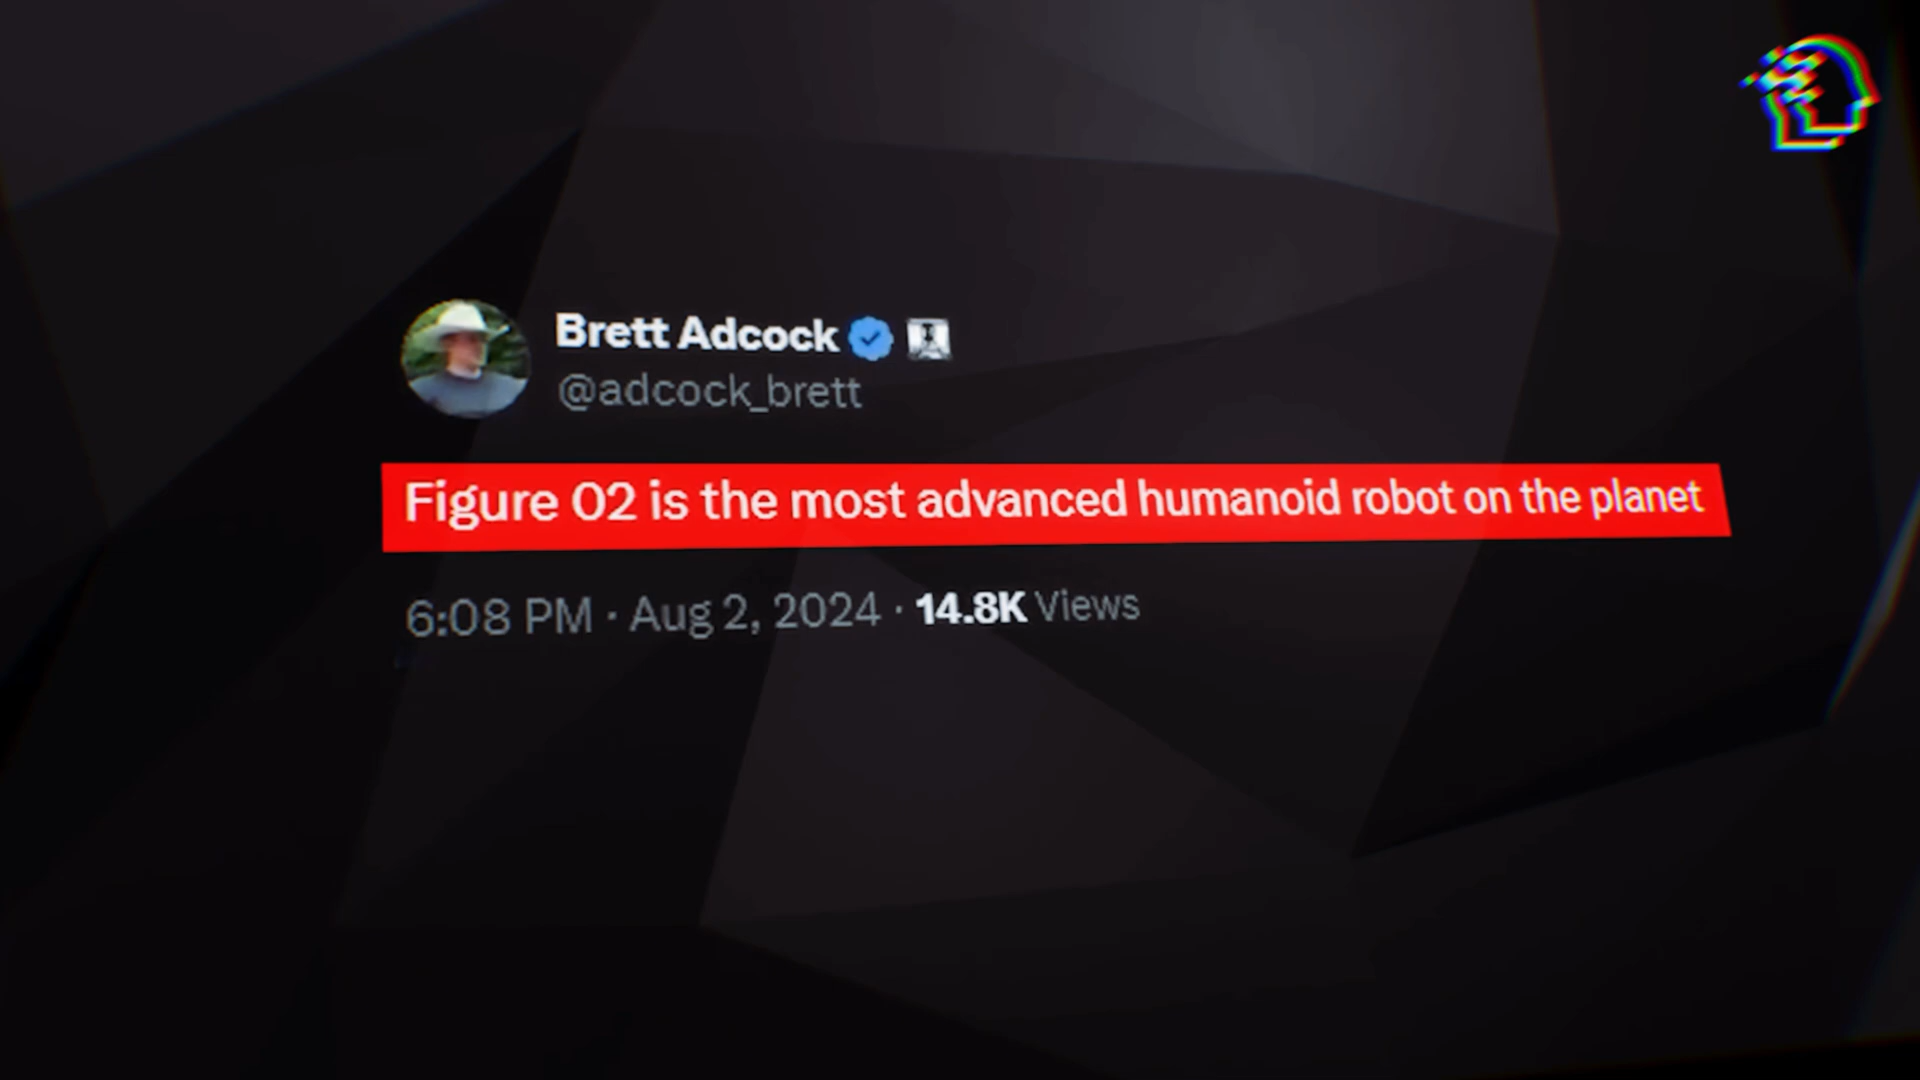 Brett Adcock
@adcock_brett
Figure 02 is the most advanced humanoid robot on the planet
6:08 PM · Aug 2, 2024 · 14.8K Views